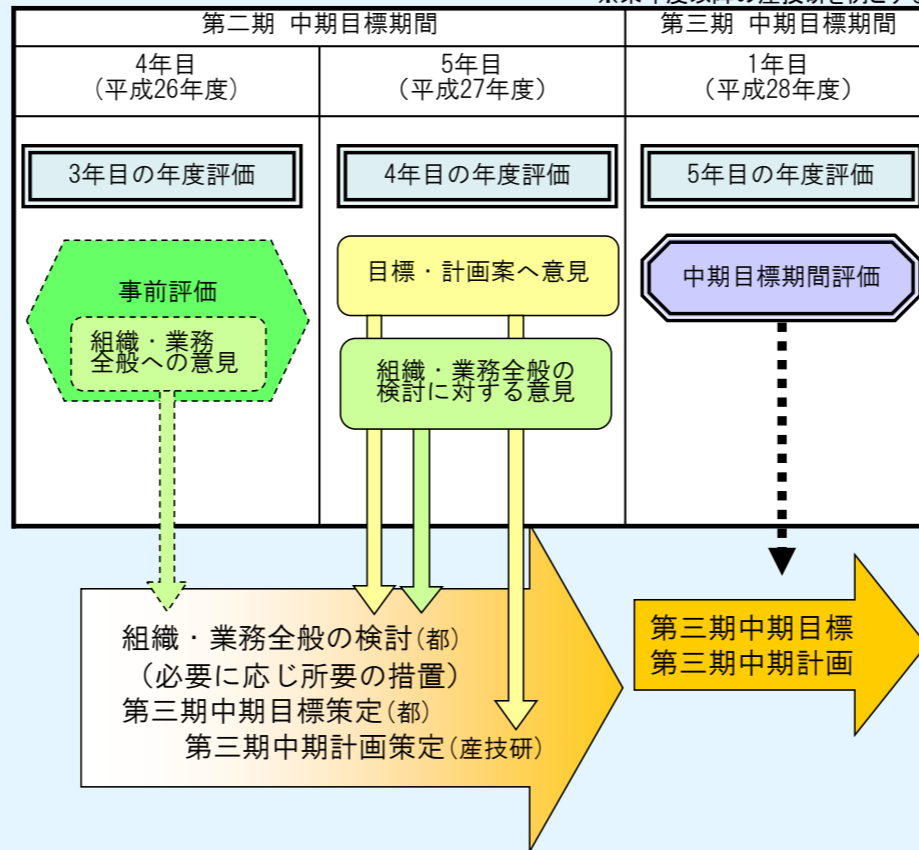 第二期 中期目標期間
第三期 中期目標期間
4年目
(平成26年度)
5年目
(平成27年度)
1年目
(平成28年度)
3年目の年度評価
4年目の年度評価
5年目の年度評価
事前評価
組織・業務
全般への意見
目標・計画案へ意見
組織・業務全般の
検討に対する意見
中期目標期間評価
組織・業務全般の検討(都)
(必要に応じ所要の措置)
第三期中期目標策定(都)
第三期中期計画策定(産技研)
第三期中期目標
第三期中期計画